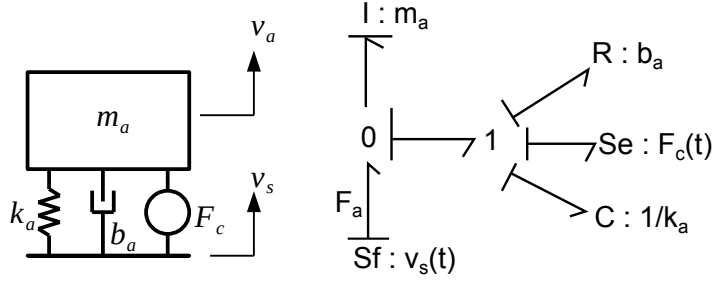 v_a
m_a
v_s
k_a
b_a
F_c
I : m_a
R : b_a
0
1
Se : F_c(t)
F_a
C : 1/k_a
Sf : v_s(t)